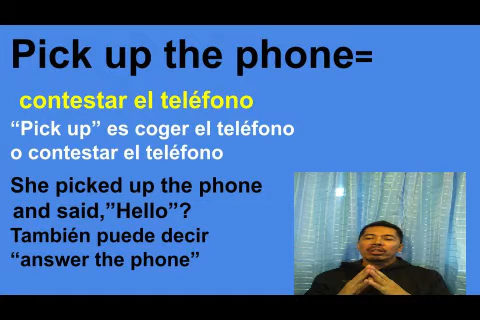 Pick up the phone=
contestar el teléfono
“Pick up” es coger el teléfono
o contestar el teléfono
She picked up the phone
and said,”Hello”?
También puede decir
“answer the phone”